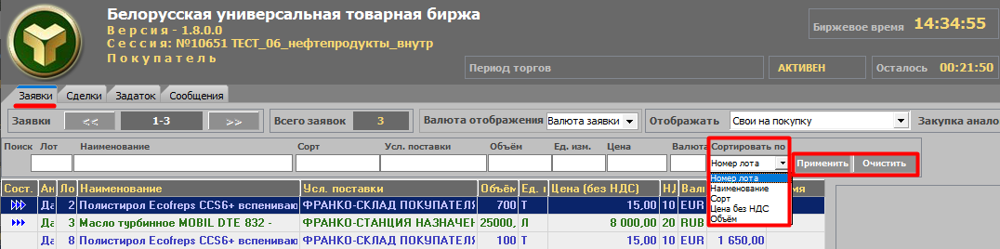 Белорусская универсальная товарная биржа
Версия - 1.8.0.0
Сессия: №10651 ТЕСТ_06_нефтепродукты_внутр
Покупатель
Биржевое время 14:34:55
Период торгов АКТИВЕН Осталось 00:21:50
Заявки Сделки Задаток Сообщения
Заявки << 1-3 >> Всего заявок 3 Валюта отображения Валюта заявки Отображать Свои на покупку Закупка анало
Поиск Лот Наименование Сорт Усл. поставки Объём Ед. изм. Цена Валюта Сортировать по
Номер лота Применить Очистить
Номер лота
Наименование
Сорт
Цена без НДС
Объём
Сост. Ан Ло Наименование Усл. поставки Объём Ед. Цена (без НДС) НД Вал мя
Да 2 Полистирол Ecofreps CCS6+ вспениваю ФРАНКО-СКЛАД ПОКУПАТЕЛЯ 700 Т 15,00 10 EUR
Да 3 Масло турбинное MOBIL DTE 832 - ФРАНКО-СТАНЦИЯ НАЗНАЧЕН 25000, Л 8 000,00 20 RUB
Да 8 Полистирол Ecofreps CCS6+ вспениваю ФРАНКО-СКЛАД ПОКУПАТЕЛЯ 100 Т 15,00 10 EUR 1 650,00